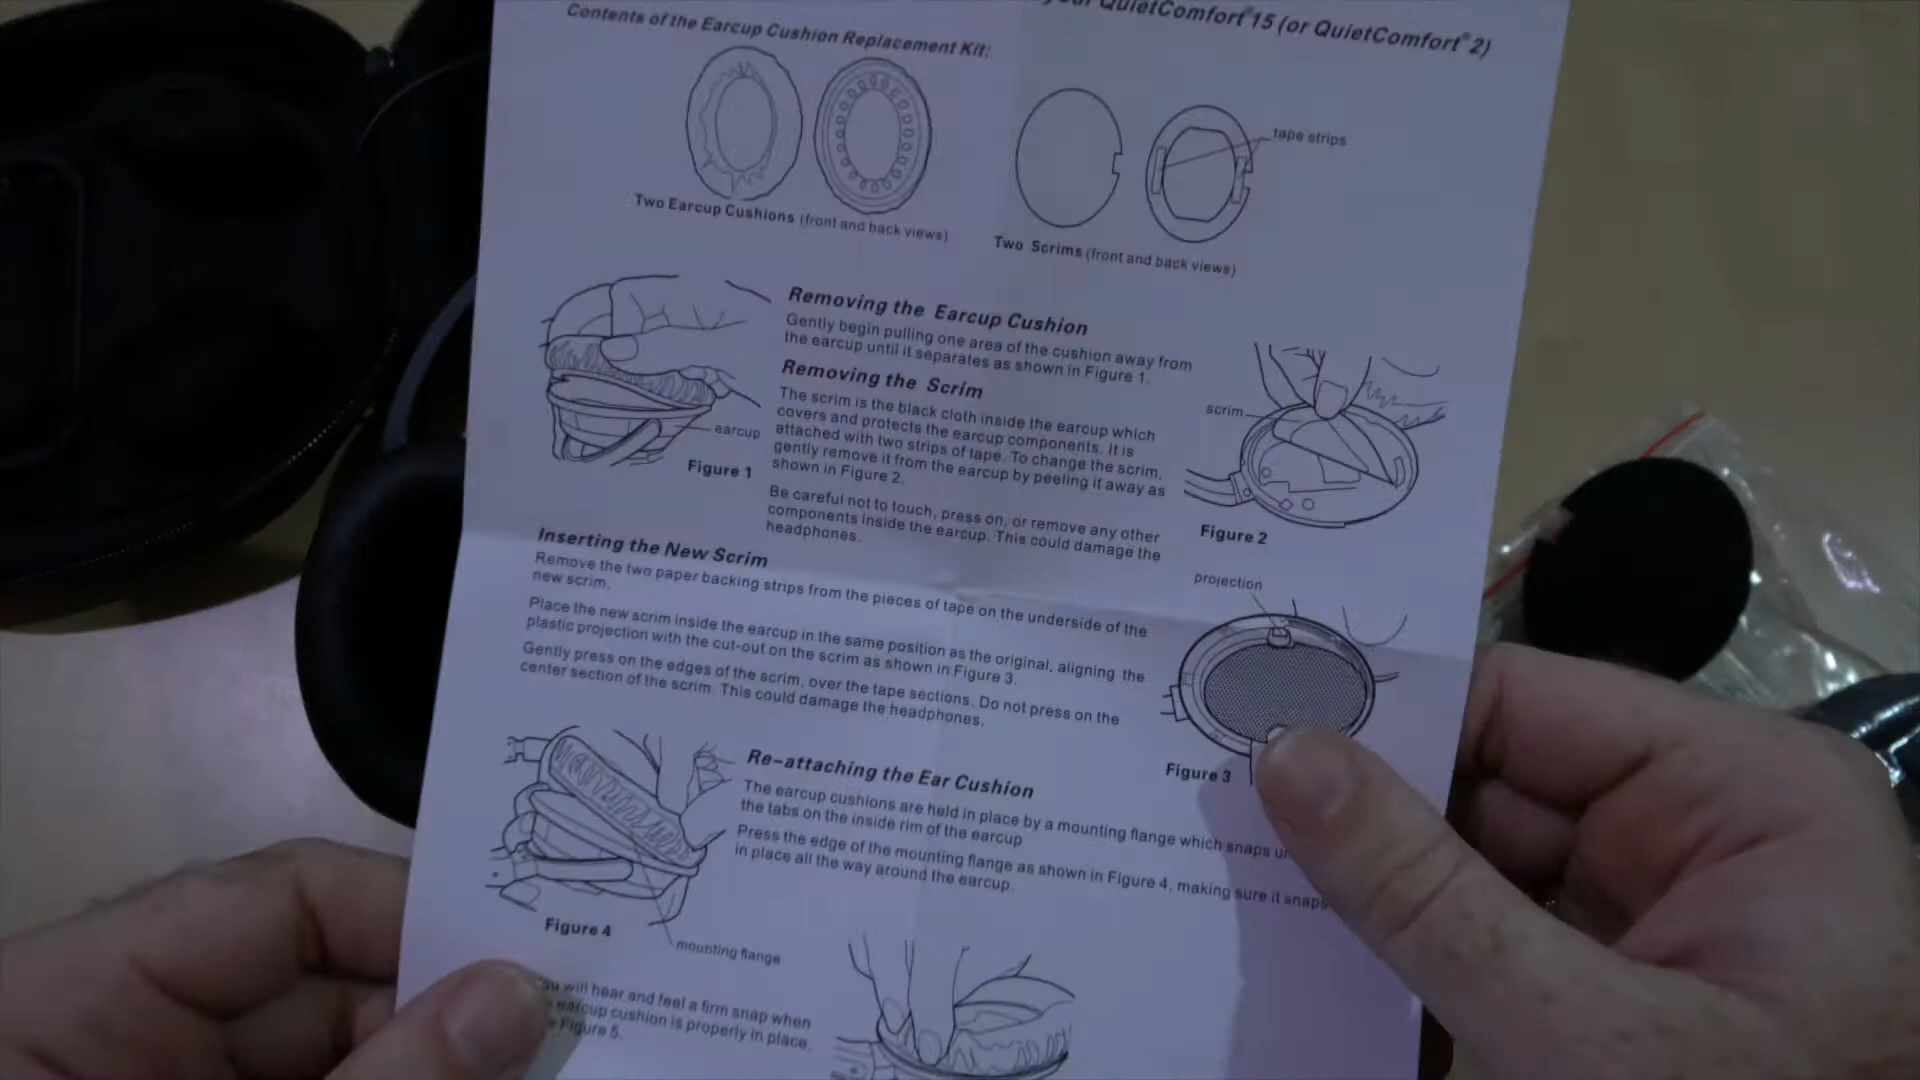 QuietComfort®15 (or QuietComfort®2)
Contents of the Earcup Cushion Replacement Kit:
tape strips
Two Earcup Cushions (front and back views)
Two Scrims (front and back views)
Removing the Earcup Cushion
Gently begin pulling one area of the cushion away from
the earcup until it separates as shown in Figure 1.
Removing the Scrim
The scrim is the black cloth inside the earcup which
covers and protects the earcup components. It is
attached with two strips of tape. To change the scrim,
gently remove it from the earcup by peeling it away as
shown in Figure 2.
Be careful not to touch, press on, or remove any other
components inside the earcup. This could damage the
headphones.
earcup
Figure 1
scrim
Figure 2
Inserting the New Scrim
Remove the two paper backing strips from the pieces of tape on the underside of the
new scrim.
Place the new scrim inside the earcup in the same position as the original, aligning the
plastic projection with the cut-out on the scrim as shown in Figure 3.
Gently press on the edges of the scrim, over the tape sections. Do not press on the
center section of the scrim. This could damage the headphones.
projection
Figure 3
Re-attaching the Ear Cushion
The earcup cushions are held in place by a mounting flange which snaps
the tabs on the inside rim of the earcup
Press the edge of the mounting flange as shown in Figure 4, making sure it snaps
in place all the way around the earcup.
Figure 4
mounting flange
will hear and feel a firm snap when
earcup cushion is properly in place.
Figure 5.